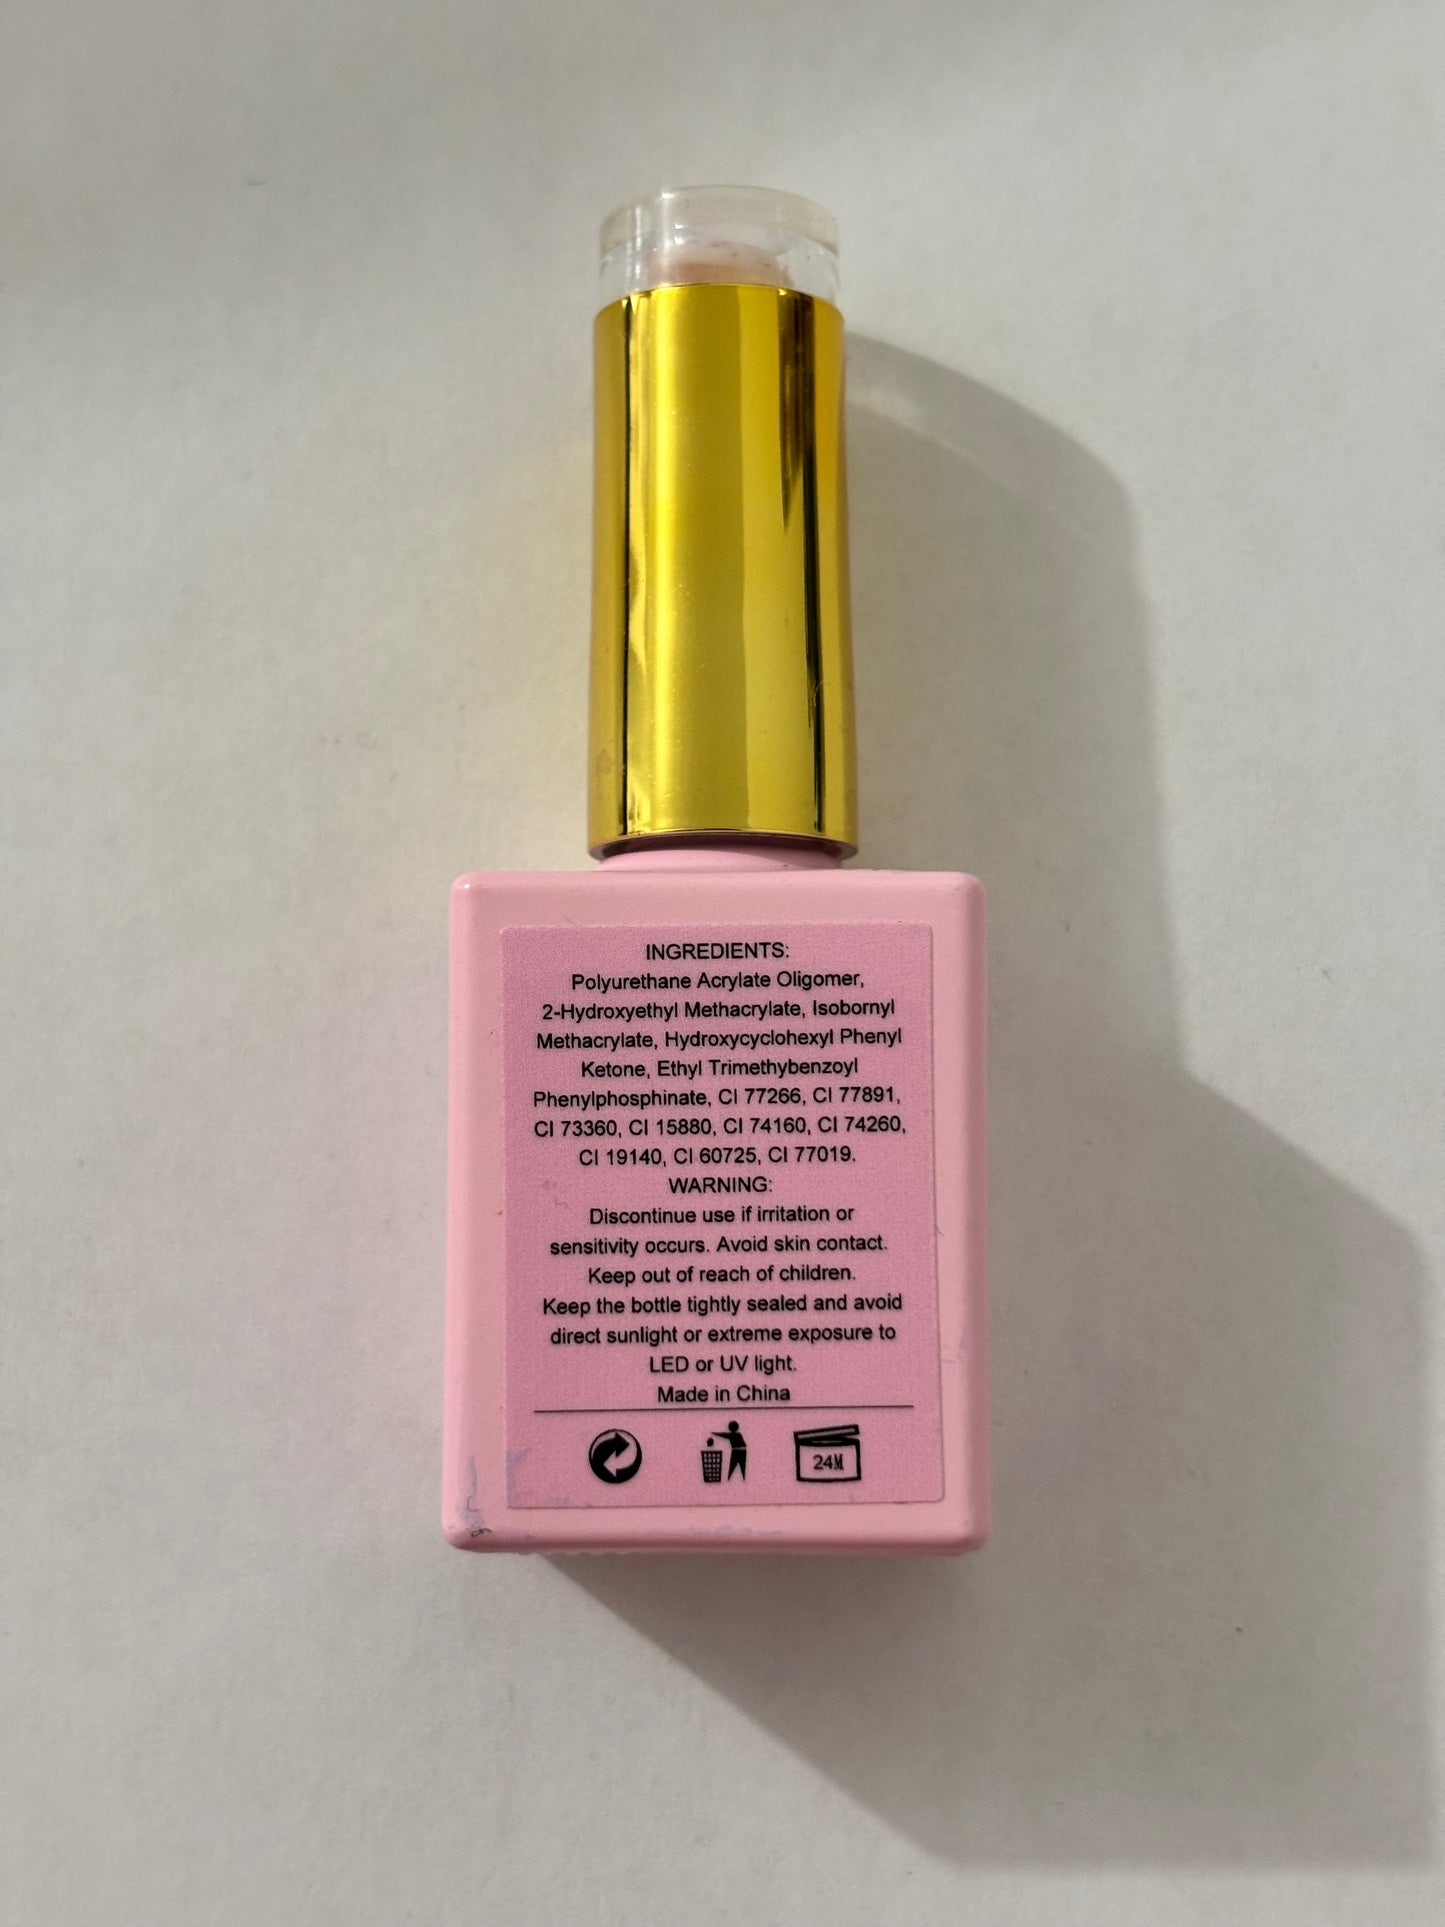 INGREDIENTS:
Polyurethane Acrylate Oligomer,
2-Hydroxyethyl Methacrylate, Isobornyl
Methacrylate, Hydroxycyclohexyl Phenyl
Ketone, Ethyl Trimethybenzoyl
Phenylphosphinate, CI 77266, CI 77891,
CI 73360, CI 15880, CI 74160, CI 74260,
CI 19140, CI 60725, CI 77019.
WARNING:
Discontinue use if irritation or
sensitivity occurs. Avoid skin contact.
Keep out of reach of children.
Keep the bottle tightly sealed and avoid
direct sunlight or extreme exposure to
LED or UV light.
Made in China
24M